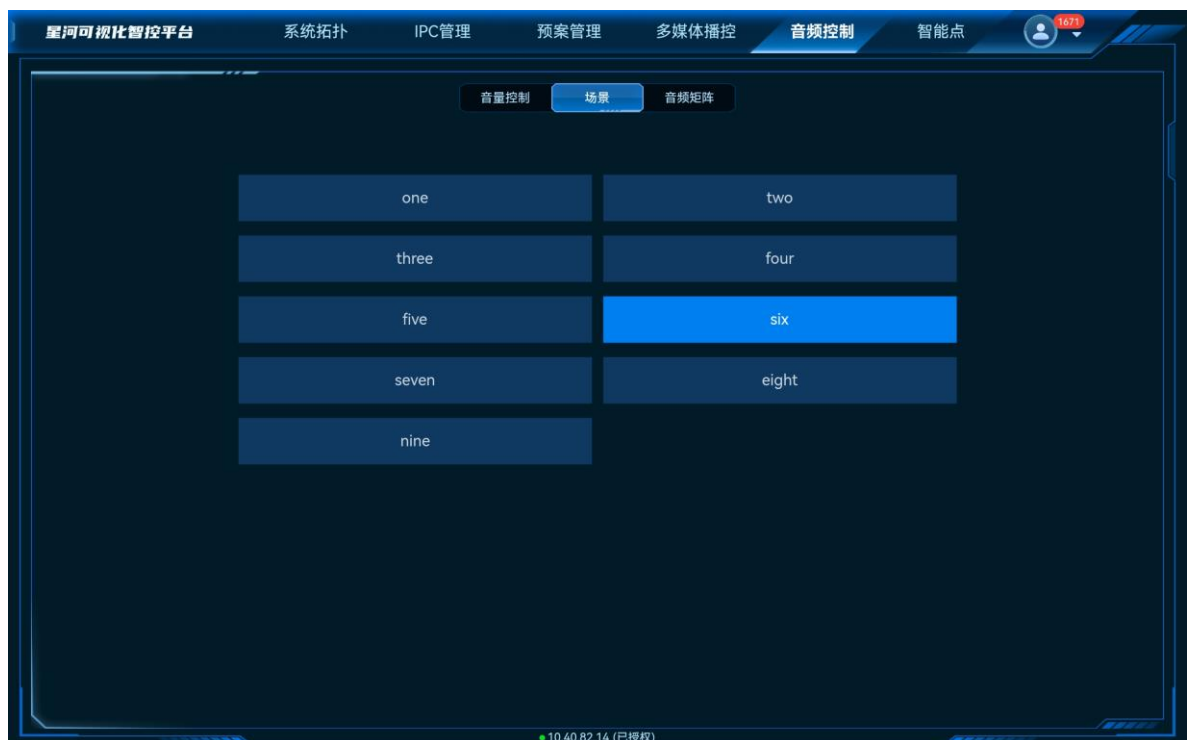 星河可视化智控平台 系统拓扑 IPC管理 预案管理 多媒体播控 音频控制 智能点 1671
音量控制 场景 音频矩阵
one two
three four
five six
seven eight
nine
10.40.82.14 (已授权)